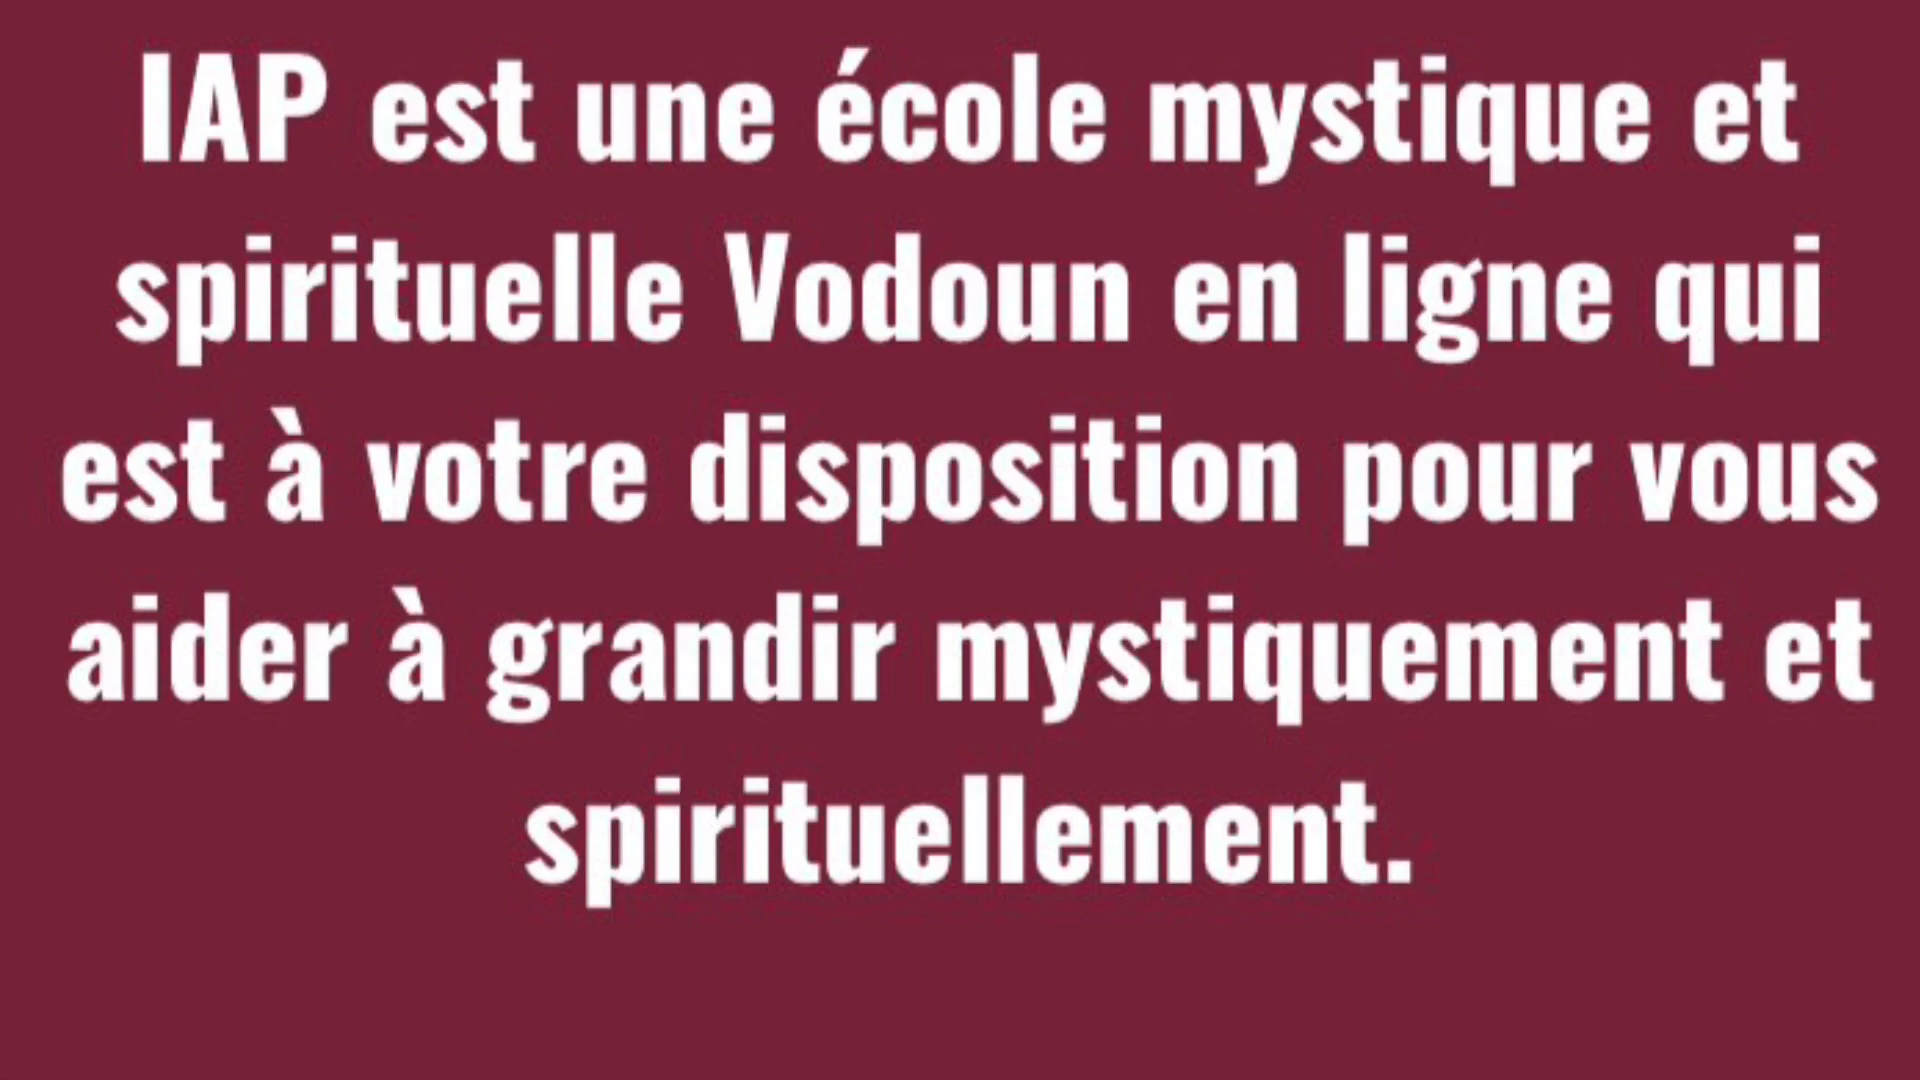 IAP est une école mystique et
spirituelle Vodoun en ligne qui
est à votre disposition pour vous
aider à grandir mystiquement et
spirituellement.